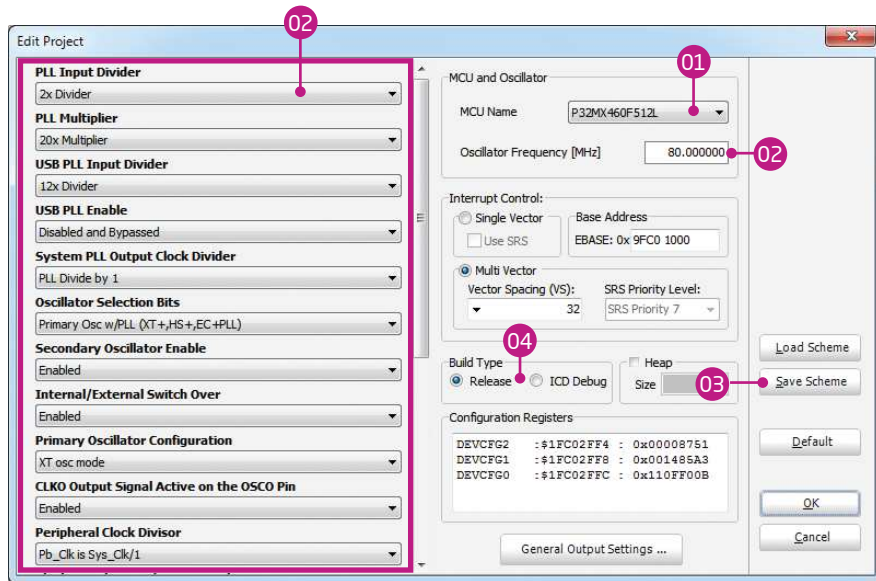 02
Edit Project
PLL Input Divider
2x Divider
PLL Multiplier
20x Multiplier
USB PLL Input Divider
12x Divider
USB PLL Enable
Disabled and Bypassed
System PLL Output Clock Divider
PLL Divide by 1
Oscillator Selection Bits
Primary Osc w/PLL (XT+,HS+,EC+PLL)
Secondary Oscillator Enable
Enabled
Internal/External Switch Over
Enabled
Primary Oscillator Configuration
XT osc mode
CLKO Output Signal Active on the OSCO Pin
Enabled
Peripheral Clock Divisor
Pb_Clk is Sys_Clk/1
01
MCU and Oscillator
MCU Name P32MX460F512L
Oscillator Frequency [MHz] 80.000000 02
Interrupt Control:
Single Vector Base Address
Use SRS EBASE: 0x 9FC0 1000
Multi Vector
Vector Spacing (VS): SRS Priority Level:
32 SRS Priority 7
04
Build Type Heap
Release ICD Debug Size 03
Configuration Registers
DEVCFG2 :$1FC02FF4 : 0x00008751
DEVCFG1 :$1FC02FF8 : 0x001485A3
DEVCFG0 :$1FC02FFC : 0x110FF00B
General Output Settings ...
Load Scheme
Save Scheme
Default
OK
Cancel